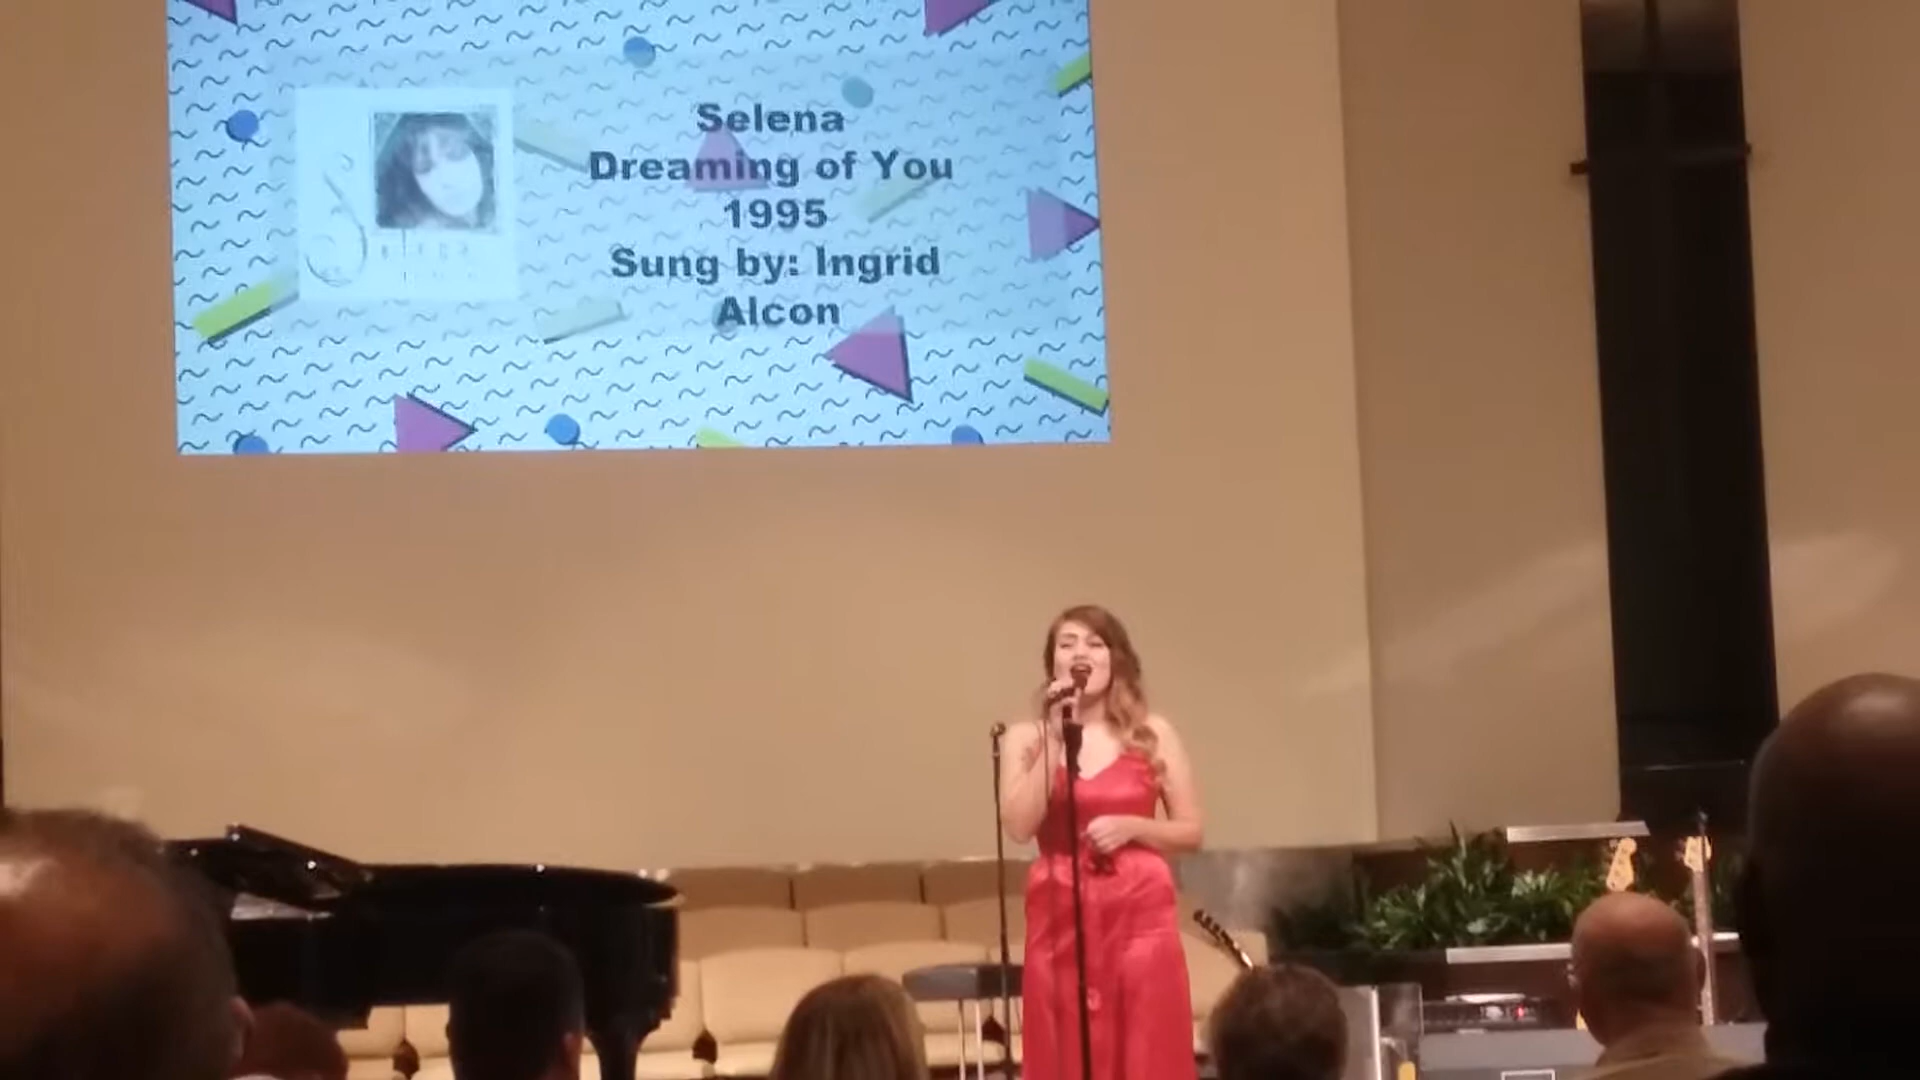 Selena
Dreaming of You
1995
Sung by: Ingrid
Alcon